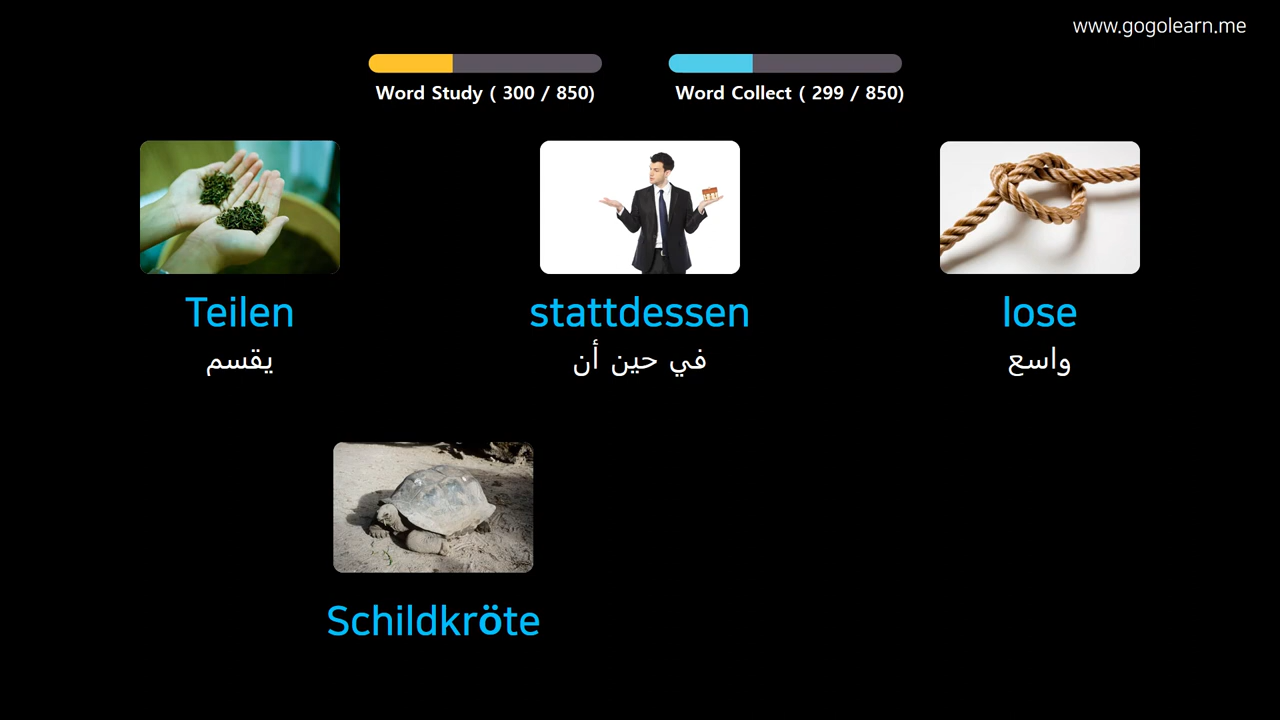 www.gogolearn.me
Word Study ( 300 / 850)
Word Collect ( 299 / 850)
Teilen
stattdessen
lose
يقسم
في حين أن
واسع
Schildkröte